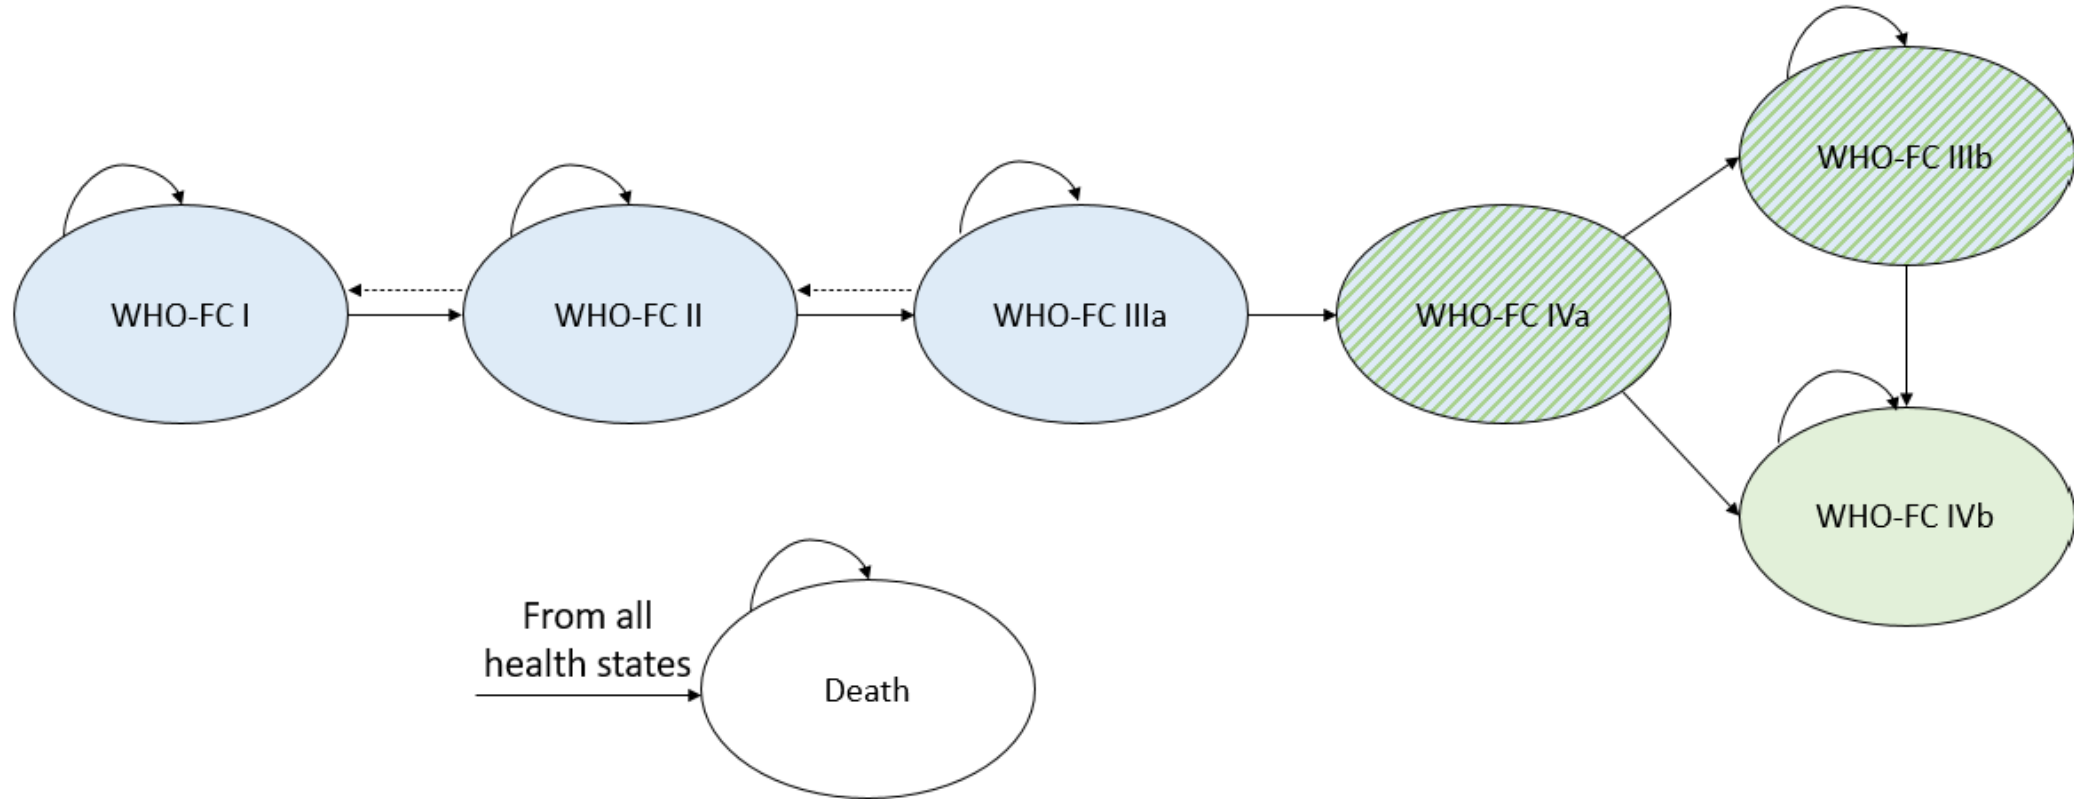 WHO-FC I
WHO-FC II
WHO-FC IIIa
WHO-FC IVa
WHO-FC IIIb
WHO-FC IVb
From all
health states
Death